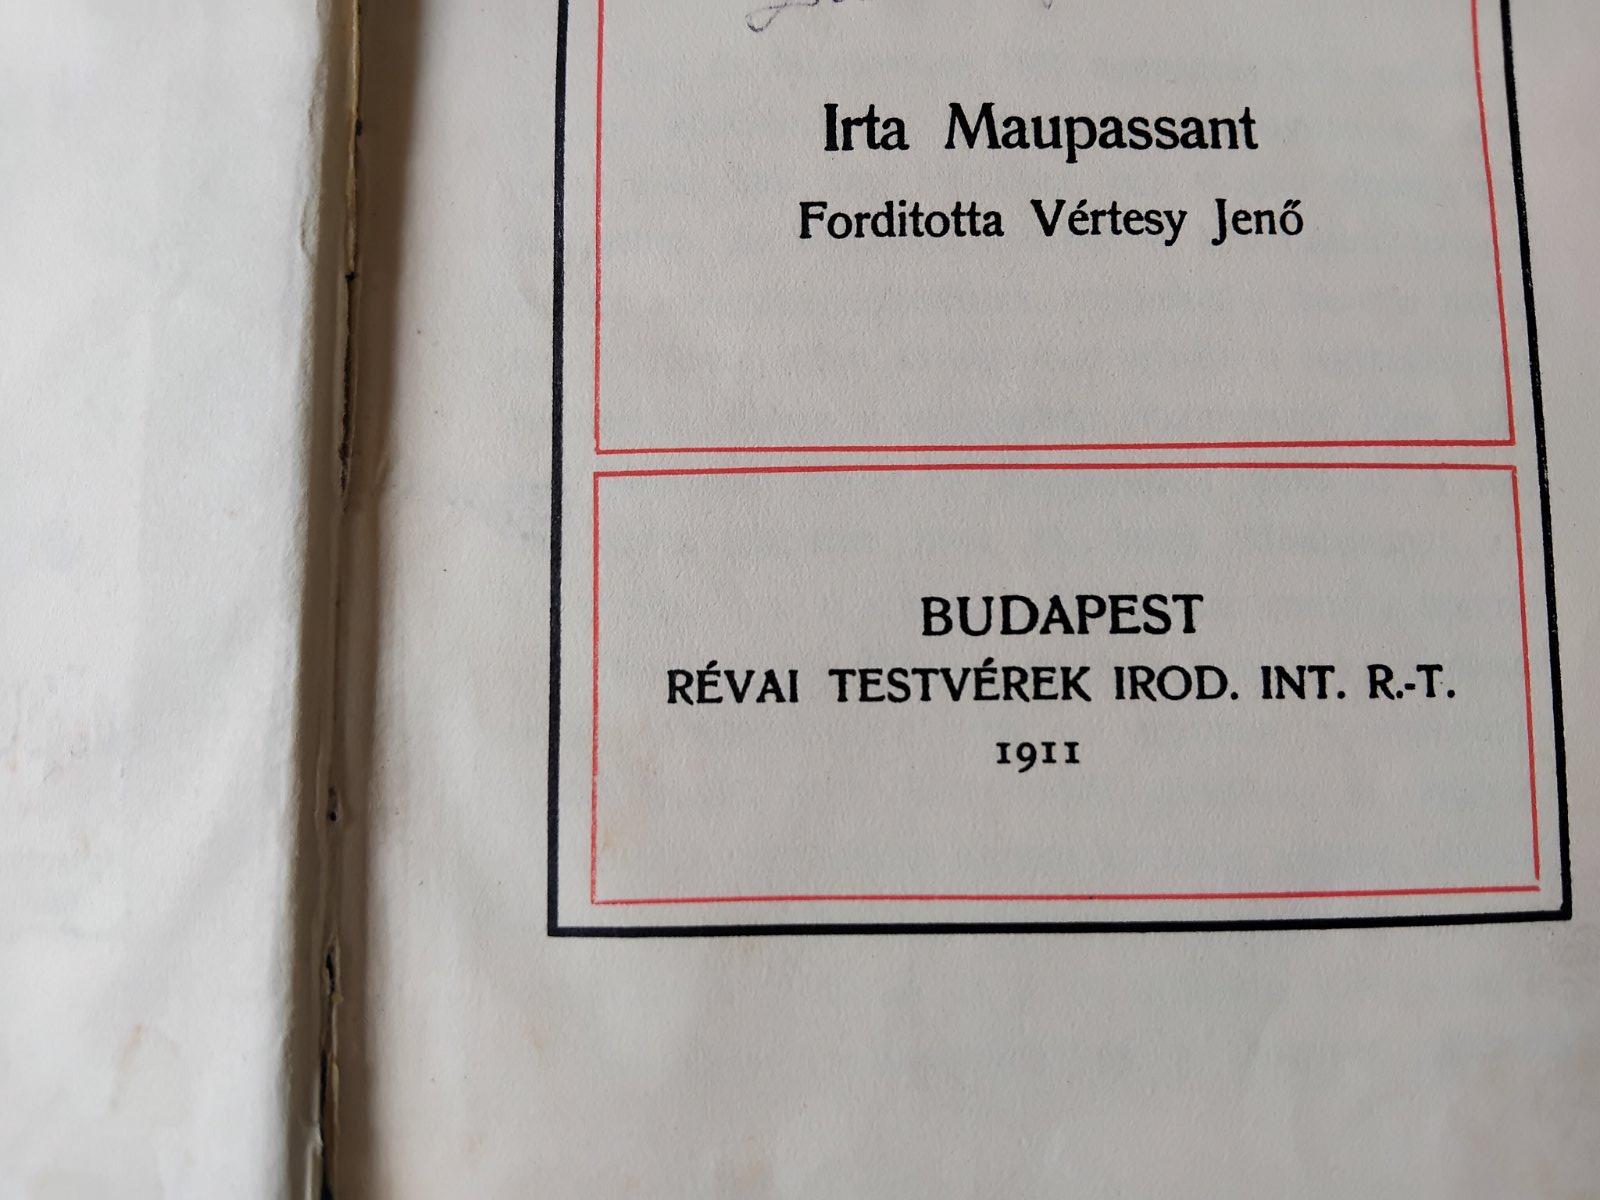 Irta Maupassant
Forditotta Vértesy Jenő
BUDAPEST
RÉVAI TESTVÉREK IROD. INT. R.-T.
1911